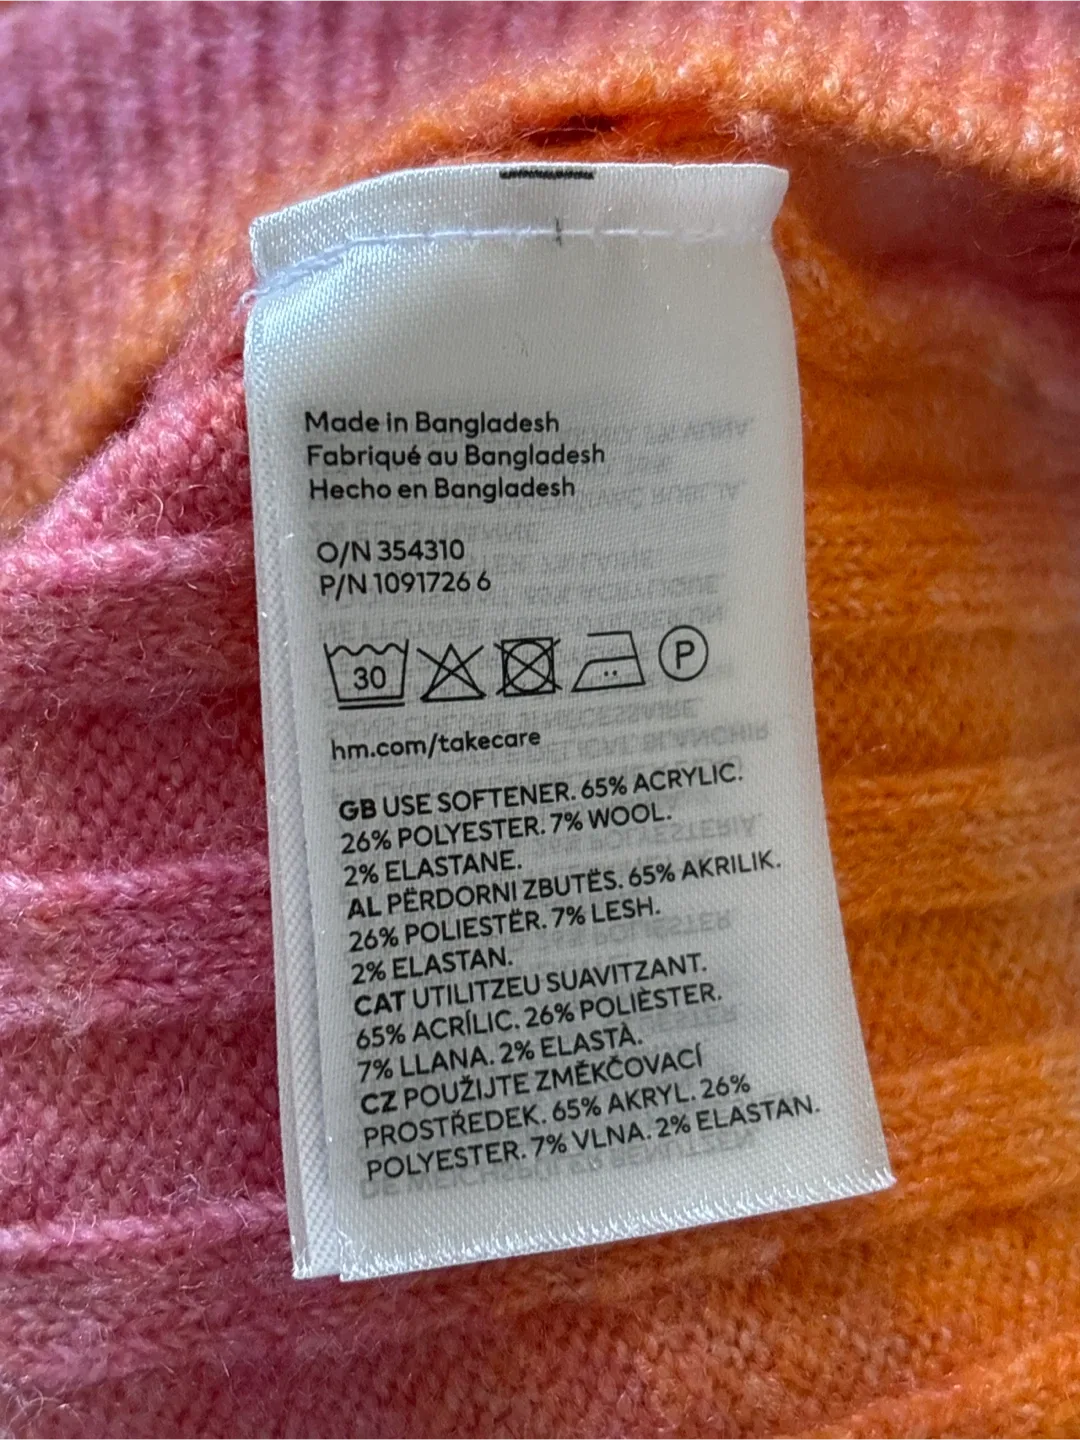 Made in Bangladesh
Fabriqué au Bangladesh
Hecho en Bangladesh
O/N 354310
P/N 1091726 6
30 P
hm.com/takecare
GB USE SOFTENER. 65% ACRYLIC.
26% POLYESTER. 7% WOOL.
2% ELASTANE.
AL PËRDORNI ZBUTËS. 65% AKRILIK.
26% POLIESTËR. 7% LESH.
2% ELASTAN.
CAT UTILITZEU SUAVITZANT.
65% ACRÍLIC. 26% POLIÈSTER.
7% LLANA. 2% ELASTÀ.
CZ POUŽIJTE ZMĚKČOVACÍ
PROSTŘEDEK. 65% AKRYL. 26%
POLYESTER. 7% VLNA. 2% ELASTAN.